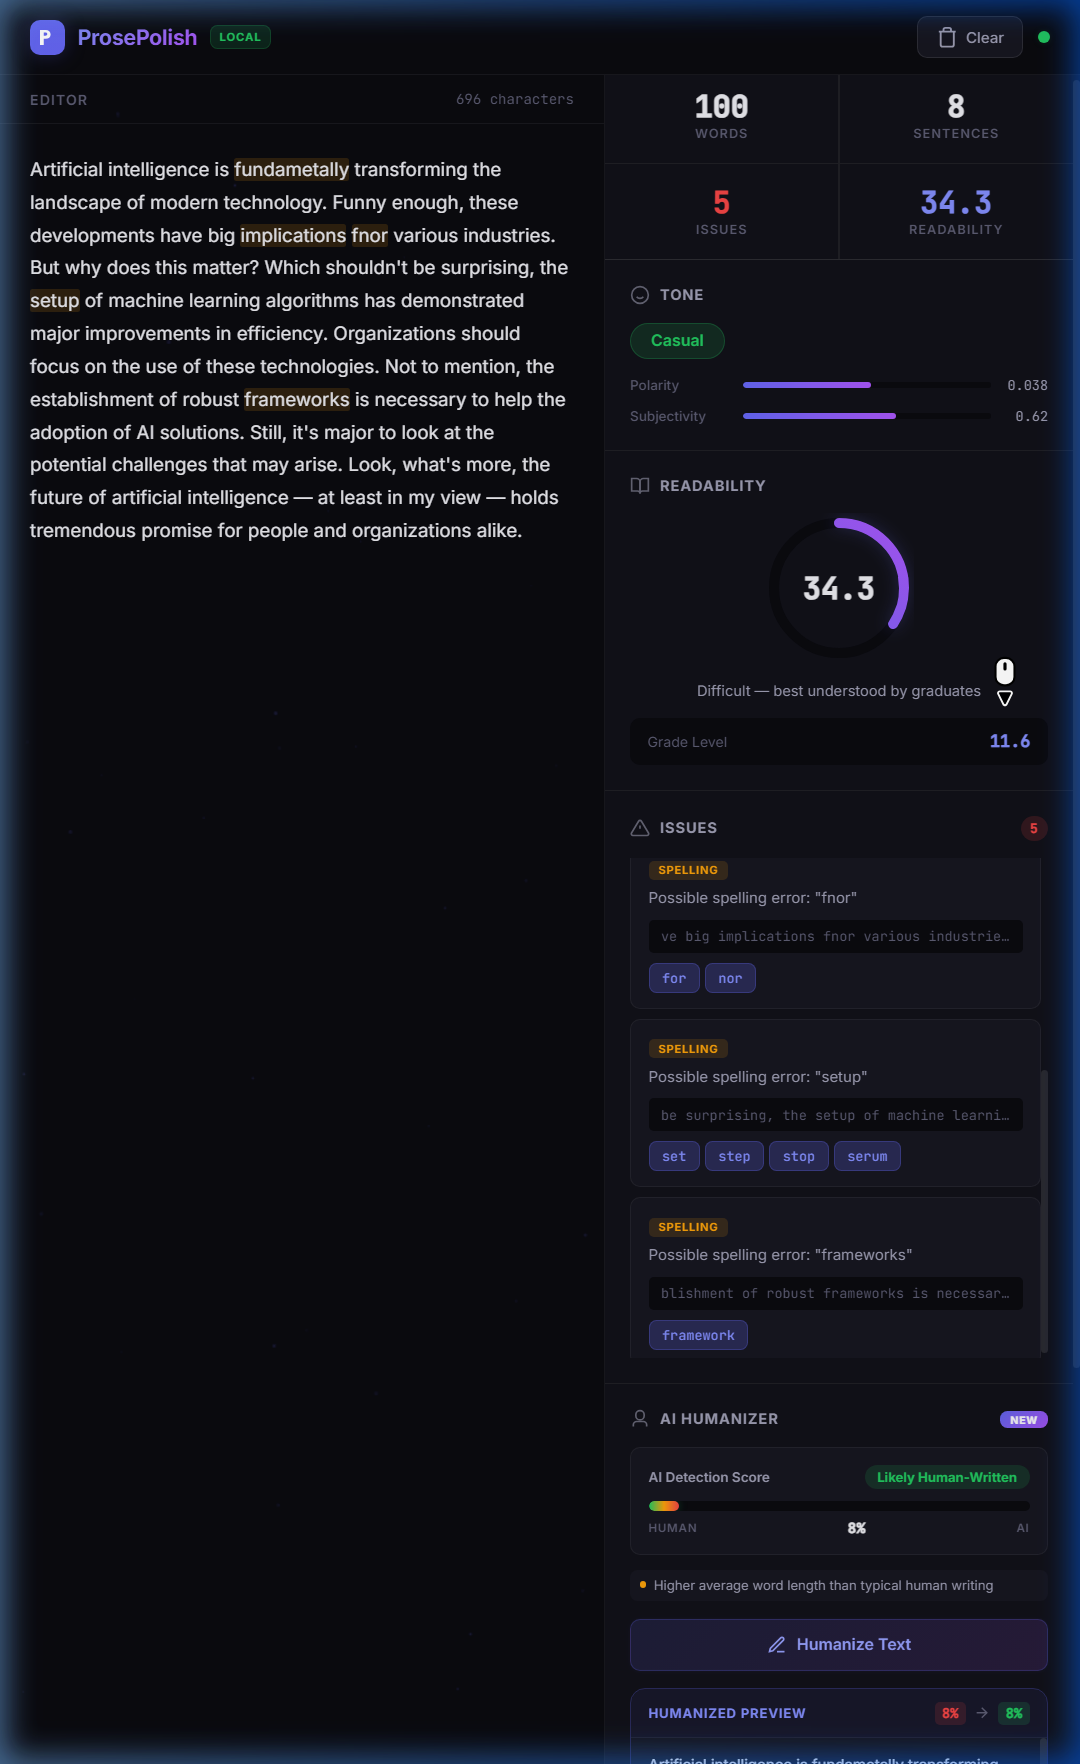 P ProsePolish LOCAL
Clear
EDITOR 696 characters
Artificial intelligence is fundametally transforming the
landscape of modern technology. Funny enough, these
developments have big implications fnor various industries.
But why does this matter? Which shouldn't be surprising, the
setup of machine learning algorithms has demonstrated
major improvements in efficiency. Organizations should
focus on the use of these technologies. Not to mention, the
establishment of robust frameworks is necessary to help the
adoption of AI solutions. Still, it's major to look at the
potential challenges that may arise. Look, what's more, the
future of artificial intelligence — at least in my view — holds
tremendous promise for people and organizations alike.
100
WORDS
8
SENTENCES
5
ISSUES
34.3
READABILITY
TONE
Casual
Polarity 0.038
Subjectivity 0.62
READABILITY
34.3
Difficult — best understood by graduates
Grade Level 11.6
ISSUES 5
SPELLING
Possible spelling error: "fnor"
ve big implications fnor various industrie…
for nor
SPELLING
Possible spelling error: "setup"
be surprising, the setup of machine learni…
set step stop serum
SPELLING
Possible spelling error: "frameworks"
blishment of robust frameworks is necessar…
framework
AI HUMANIZER NEW
AI Detection Score Likely Human-Written
HUMAN 8% AI
Higher average word length than typical human writing
Humanize Text
HUMANIZED PREVIEW 8% → 8%
Artificial intelligence is fundametally transforming